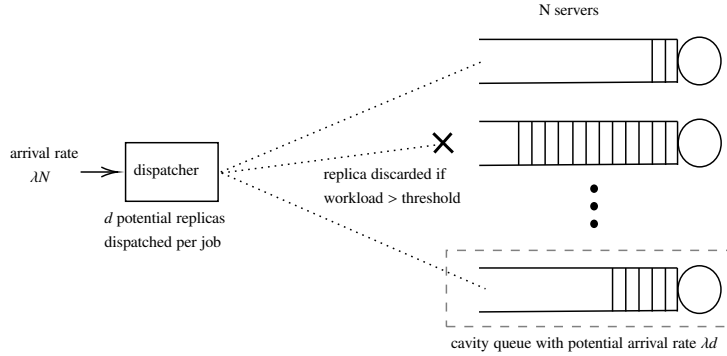 N servers
arrival rate
λN
dispatcher
replica discarded if
workload > threshold
d potential replicas
dispatched per job
cavity queue with potential arrival rate λd